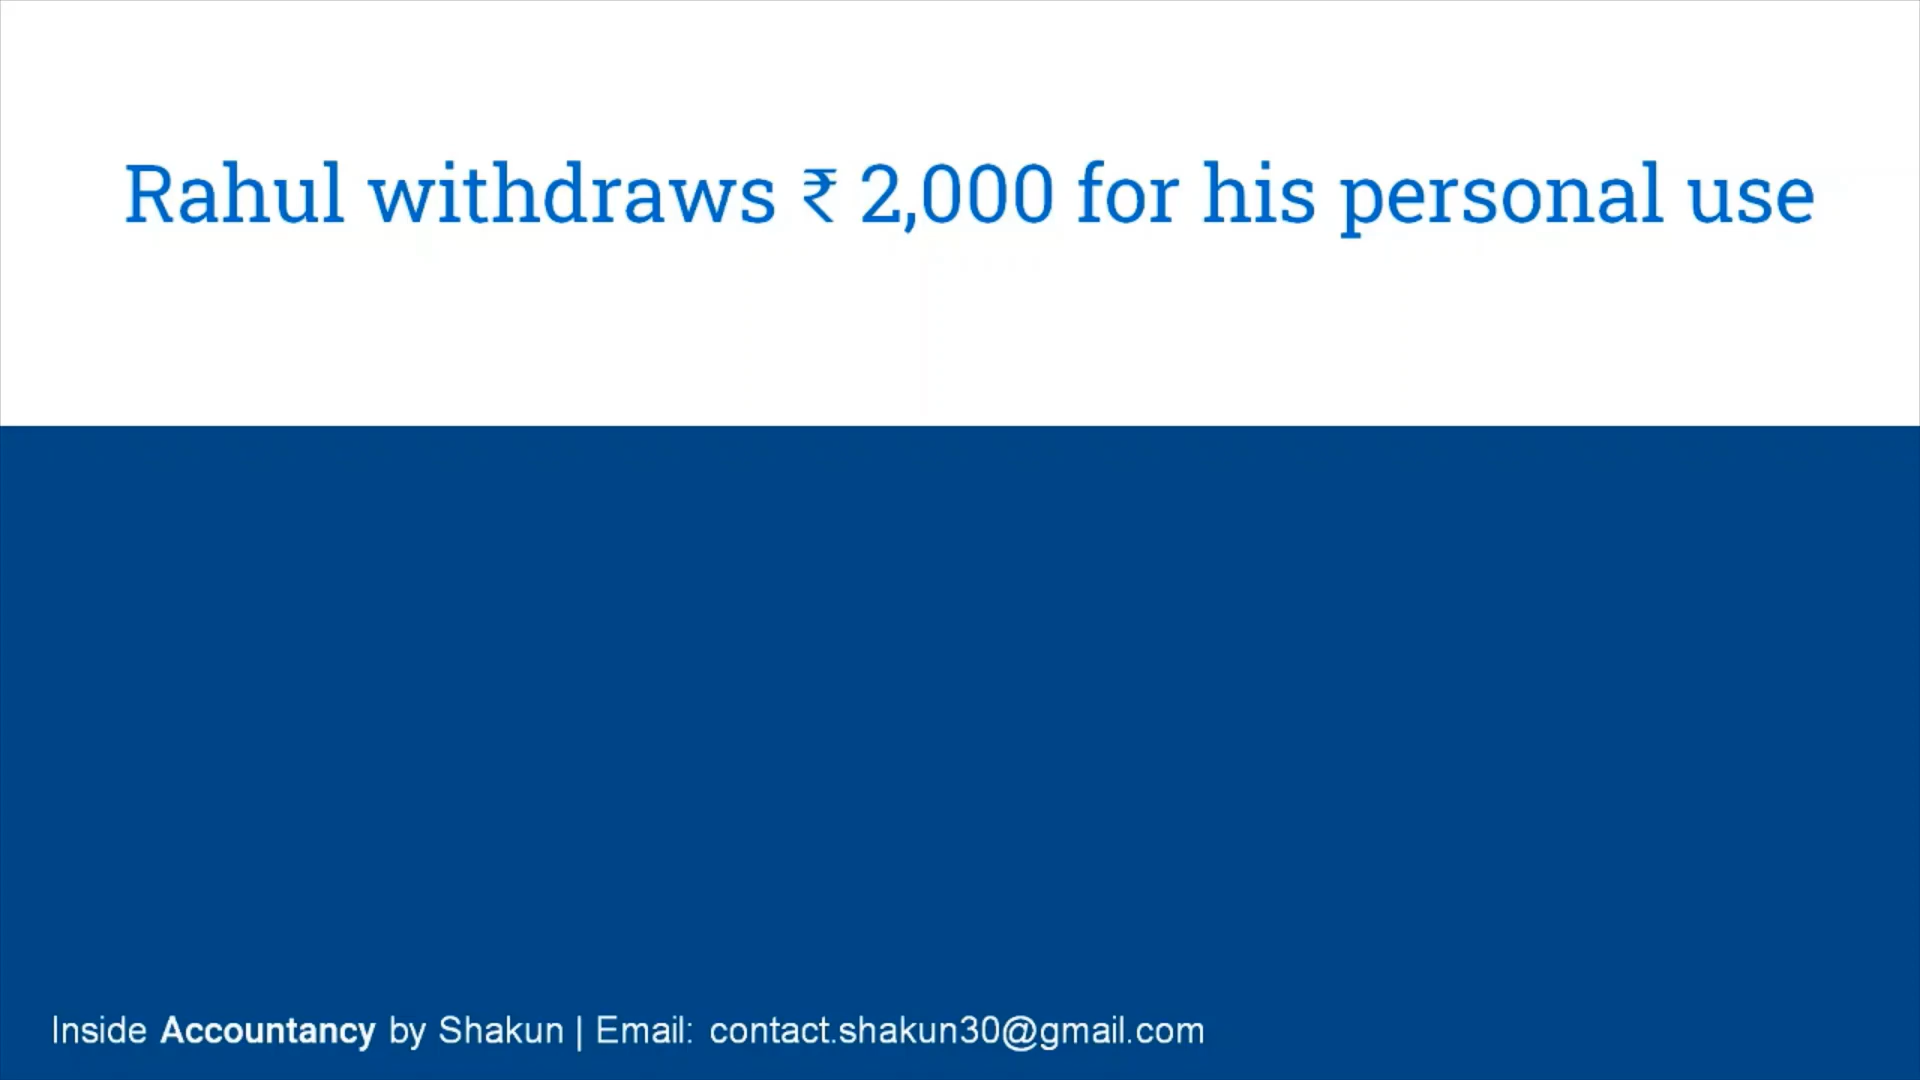 Rahul withdraws ₹ 2,000 for his personal use
Inside Accountancy by Shakun | Email: contact.shakun30@gmail.com